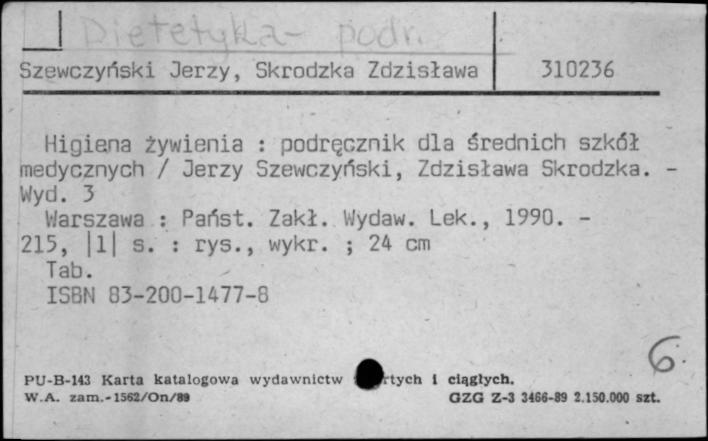 Dietetyka - podr.
Szewczyński Jerzy, Skrodzka Zdzisława 310236
Higiena żywienia : podręcznik dla średnich szkół
medycznych / Jerzy Szewczyński, Zdzisława Skrodzka. -
Wyd. 3
Warszawa : Państ. Zakł. Wydaw. Lek., 1990. -
215, |1| s. : rys., wykr. ; 24 cm
Tab.
ISBN 83-200-1477-8
6.
PU-B-143 Karta katalogowa wydawnictw rtych i ciągłych.
W.A. zam.-1562/On/89 GZG Z-3 3466-89 2.150.000 szt.